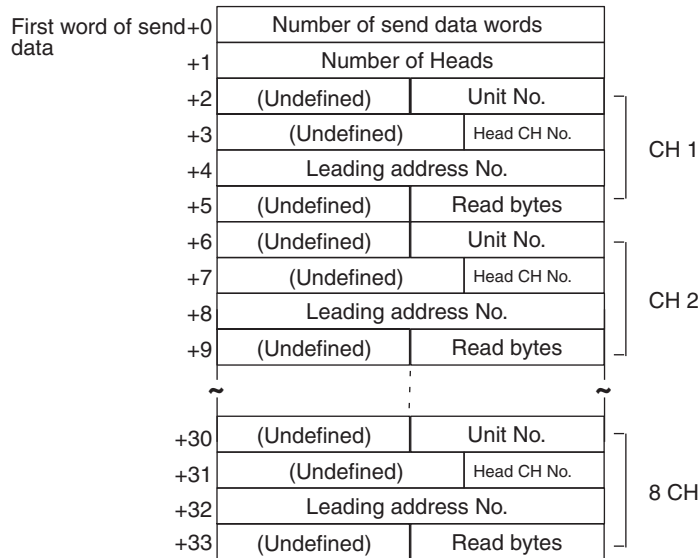 First word of send data
+0 Number of send data words
+1 Number of Heads
+2 (Undefined) Unit No.
+3 (Undefined) Head CH No.
+4 Leading address No.
+5 (Undefined) Read bytes
CH 1
+6 (Undefined) Unit No.
+7 (Undefined) Head CH No.
+8 Leading address No.
+9 (Undefined) Read bytes
CH 2
~ ~
+30 (Undefined) Unit No.
+31 (Undefined) Head CH No.
+32 Leading address No.
+33 (Undefined) Read bytes
8 CH